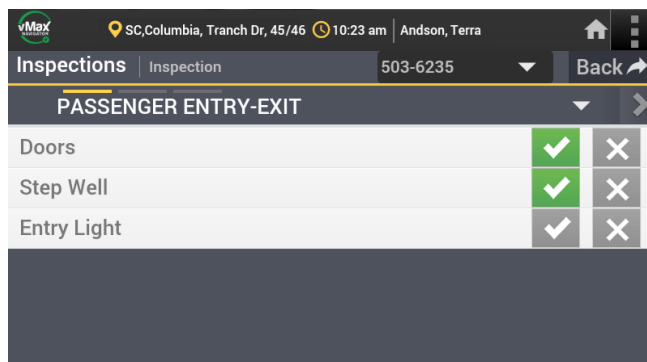 vMax
NAVIGATOR
SC,Columbia, Tranch Dr, 45/46 10:23 am Andson, Terra
Inspections Inspection 503-6235 Back
PASSENGER ENTRY-EXIT
Doors
Step Well
Entry Light